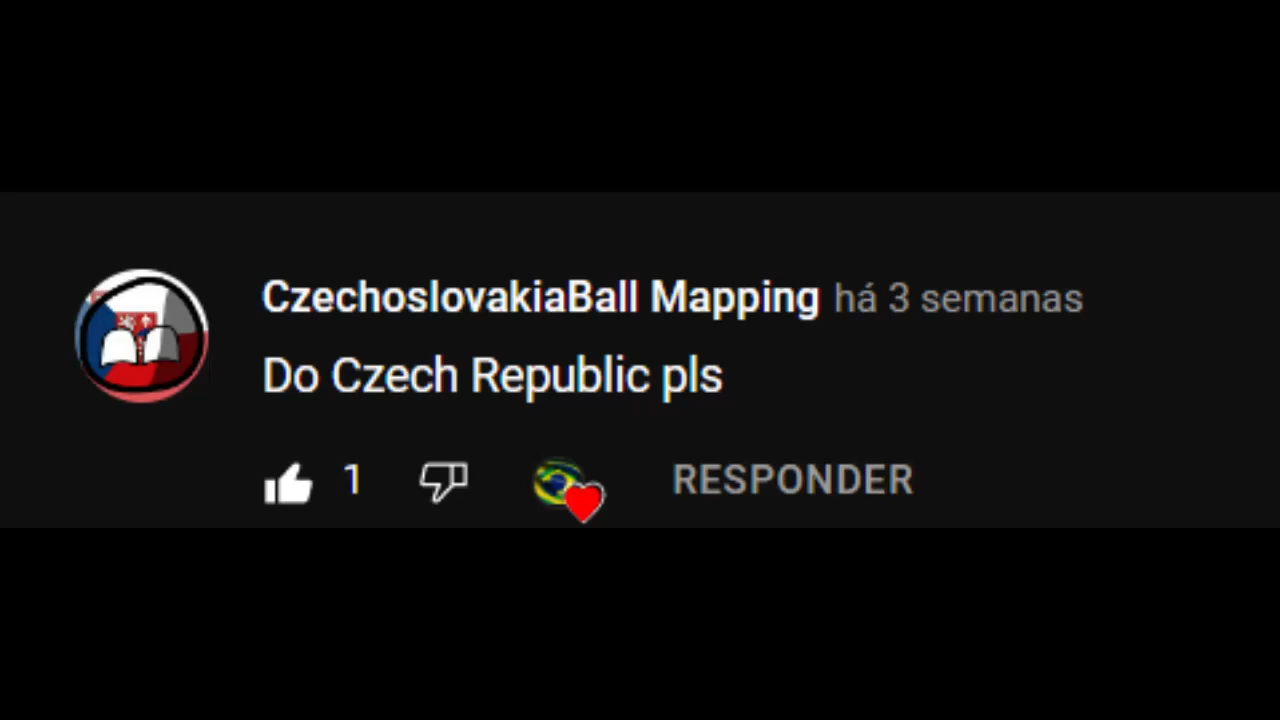 CzechoslovakiaBall Mapping há 3 semanas
Do Czech Republic pls
1 RESPONDER